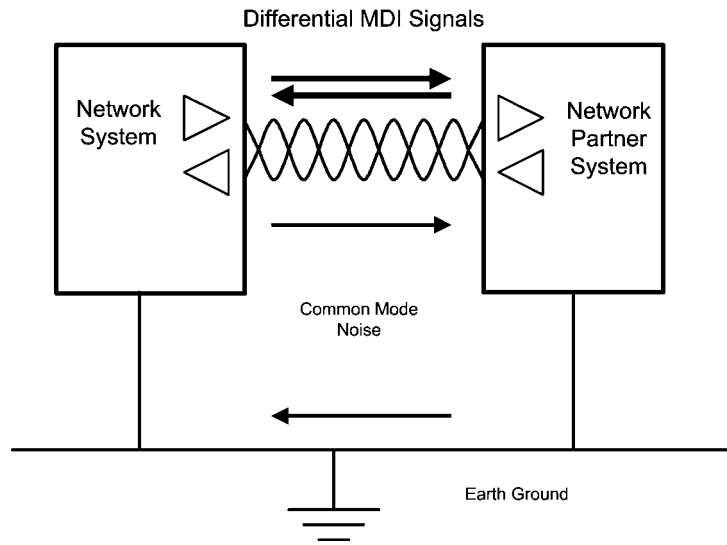 Differential MDI Signals
Network
System
Network
Partner
System
Common Mode
Noise
Earth Ground